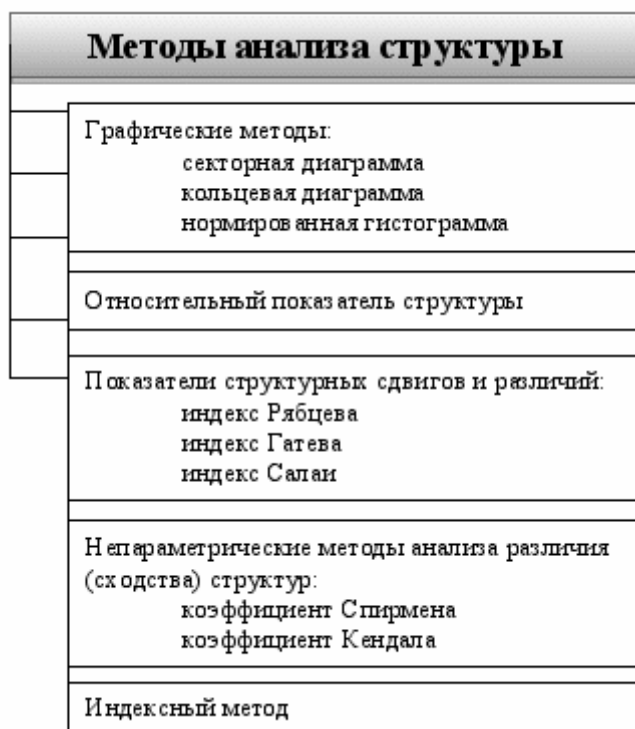 Методы анализа структуры
Графические методы:
секторная диаграмма
кольцевая диаграмма
нормированная гистограмма
Относительный показатель структуры
Показатели структурных сдвигов и различий:
индекс Рябцева
индекс Гатева
индекс Салаи
Непараметрические методы анализа различия
(сходства) структур:
коэффициент Спирмена
коэффициент Кендала
Индексный метод